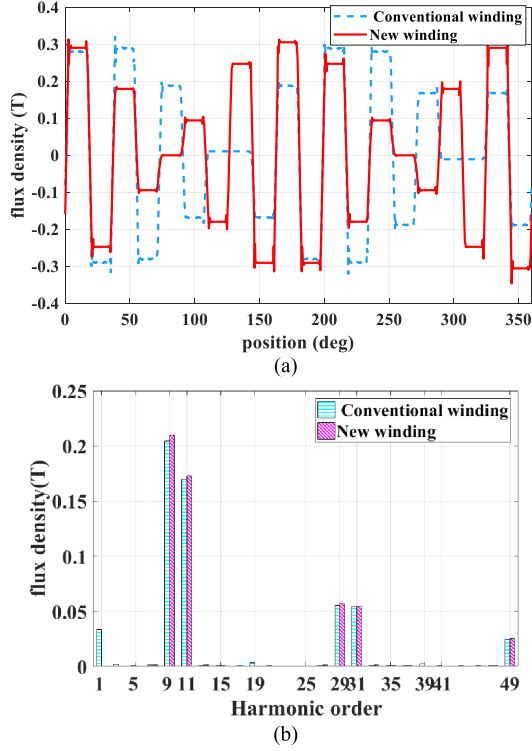 Conventional winding
New winding
0.4
0.3
0.2
0.1
0
-0.1
-0.2
-0.3
-0.4
flux density (T)
0 50 100 150 200 250 300 350
position (deg)
(a)
Conventional winding
New winding
0.25
0.2
0.15
0.1
0.05
0
flux density(T)
1 5 9 11 15 19 25 29 31 35 39 41 49
Harmonic order
(b)